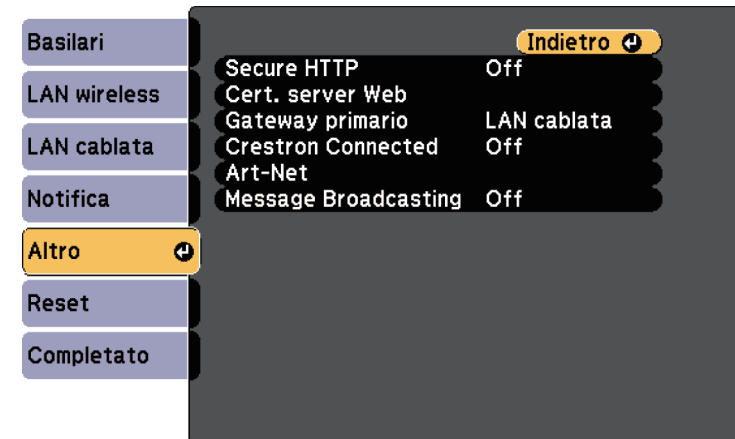 Basilari
LAN wireless
LAN cablata
Notifica
Altro
Reset
Completato
Indietro
Secure HTTP Off
Cert. server Web
Gateway primario LAN cablata
Crestron Connected Off
Art-Net
Message Broadcasting Off